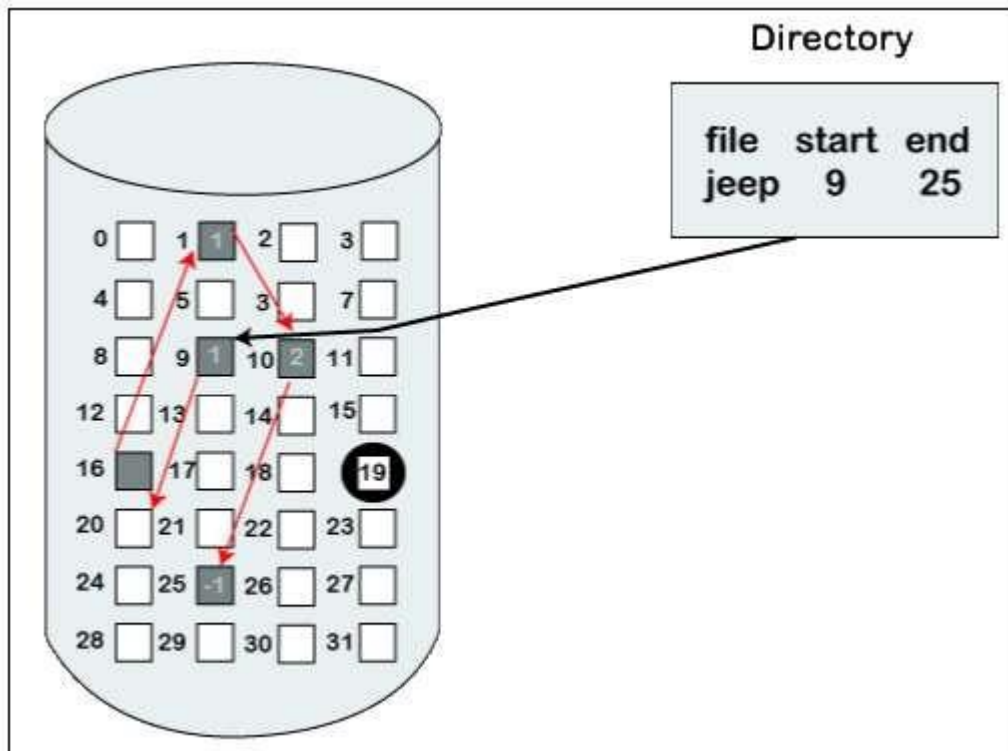 Directory
file start end
jeep 9 25
0 1 1 2 3
4 5 3 7
8 9 1 10 2 11
12 13 14 15
16 17 18 19
20 21 22 23
24 25 -1 26 27
28 29 30 31